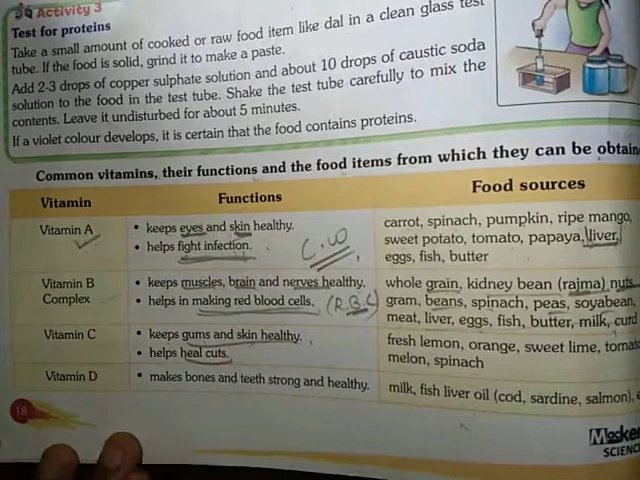 Activity 3
Test for proteins
Take a small amount of cooked or raw food item like dal in a clean glass test
tube. If the food is solid, grind it to make a paste.
Add 2-3 drops of copper sulphate solution and about 10 drops of caustic soda
solution to the food in the test tube. Shake the test tube carefully to mix the
contents. Leave it undisturbed for about 5 minutes.
If a violet colour develops, it is certain that the food contains proteins.
Common vitamins, their functions and the food items from which they can be obtain
Vitamin Functions Food sources
Vitamin A
• keeps eyes and skin healthy.
• helps fight infection.
C.W
carrot, spinach, pumpkin, ripe mango,
sweet potato, tomato, papaya, liver,
eggs, fish, butter
Vitamin B
Complex
• keeps muscles, brain and nerves healthy.
• helps in making red blood cells. (R.B.C)
whole grain, kidney bean (rajma) nuts
gram, beans, spinach, peas, soyabean,
meat, liver, eggs, fish, butter, milk, curd
Vitamin C
• keeps gums and skin healthy.
• helps heal cuts.
fresh lemon, orange, sweet lime, tomato
melon, spinach
Vitamin D
• makes bones and teeth strong and healthy.
milk, fish liver oil (cod, sardine, salmon),
18
SCIENC